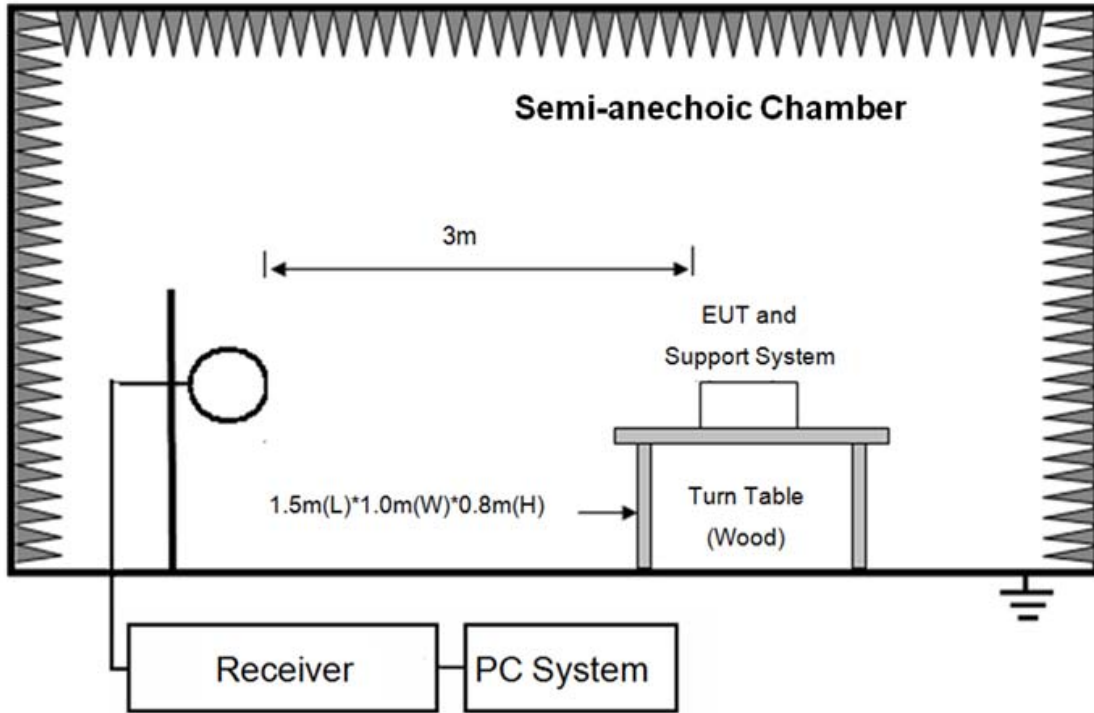 Semi-anechoic Chamber
3m
EUT and
Support System
1.5m(L)*1.0m(W)*0.8m(H)
Turn Table
(Wood)
Receiver
PC System